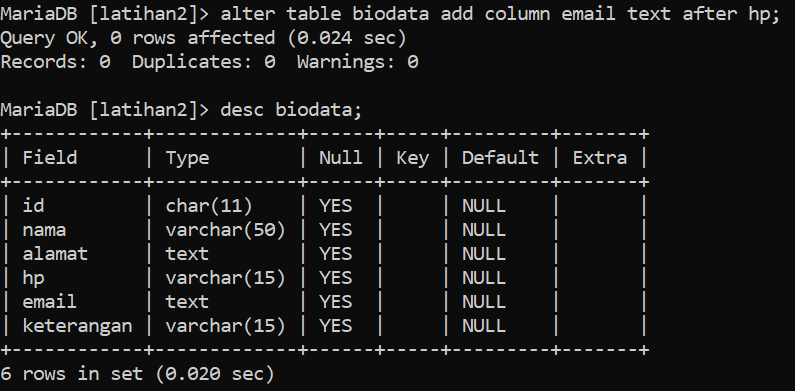 MariaDB [latihan2]> alter table biodata add column email text after hp;
Query OK, 0 rows affected (0.024 sec)
Records: 0  Duplicates: 0  Warnings: 0

MariaDB [latihan2]> desc biodata;
+------------+-------------+------+-----+---------+-------+
| Field      | Type        | Null | Key | Default | Extra |
+------------+-------------+------+-----+---------+-------+
| id         | char(11)    | YES  |     | NULL    |       |
| nama       | varchar(50) | YES  |     | NULL    |       |
| alamat     | text        | YES  |     | NULL    |       |
| hp         | varchar(15) | YES  |     | NULL    |       |
| email      | text        | YES  |     | NULL    |       |
| keterangan | varchar(15) | YES  |     | NULL    |       |
+------------+-------------+------+-----+---------+-------+
6 rows in set (0.020 sec)